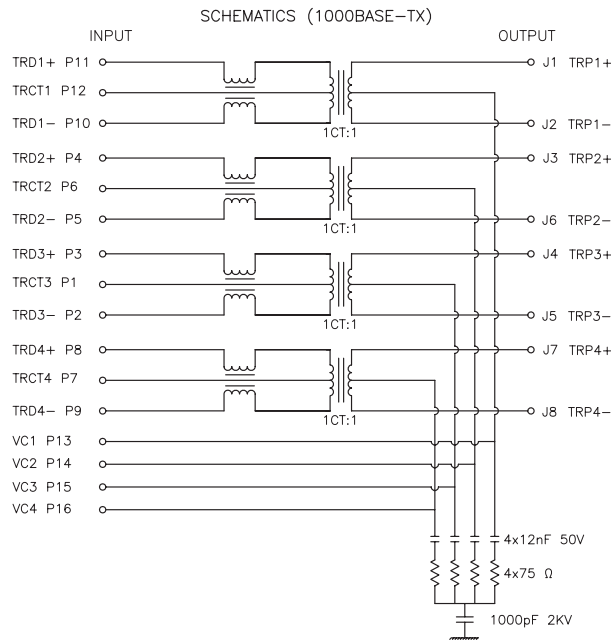 SCHEMATICS (1000BASE-TX)
INPUT OUTPUT
TRD1+ P11 J1 TRP1+
TRCT1 P12
TRD1- P10 J2 TRP1-
1CT:1
TRD2+ P4 J3 TRP2+
TRCT2 P6
TRD2- P5 J6 TRP2-
1CT:1
TRD3+ P3 J4 TRP3+
TRCT3 P1
TRD3- P2 J5 TRP3-
1CT:1
TRD4+ P8 J7 TRP4+
TRCT4 P7
TRD4- P9 J8 TRP4-
1CT:1
VC1 P13
VC2 P14
VC3 P15
VC4 P16
4x12nF 50V
4x75 Ω
1000pF 2KV